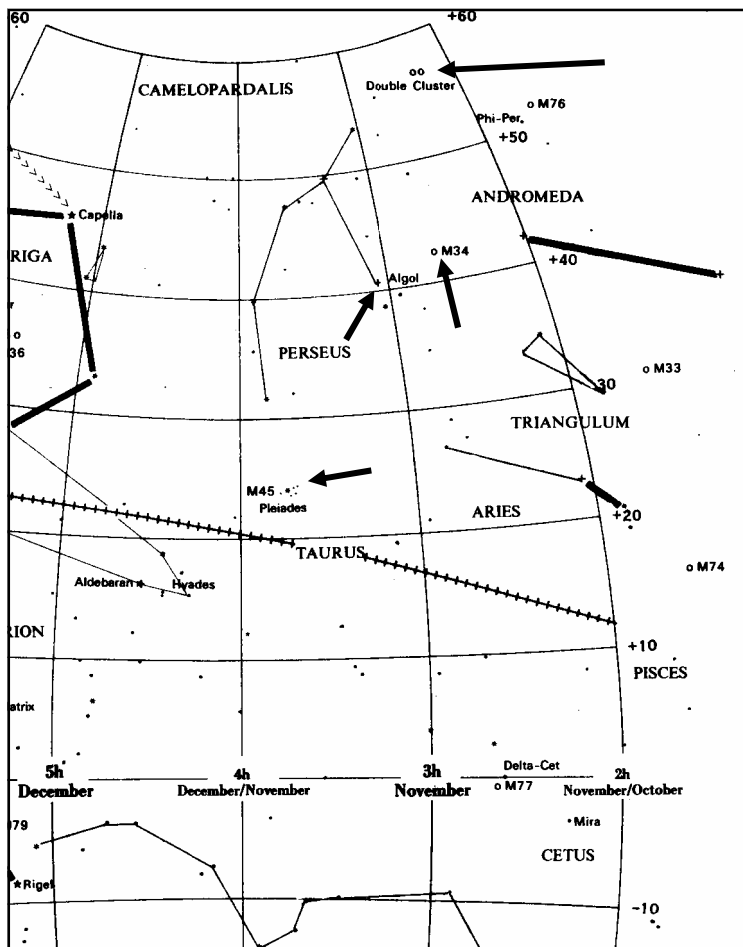 60
+60
CAMELOPARDALIS
Double Cluster
M76
Phi-Per.
+50
ANDROMEDA
Capella
RIGA
M34
+40
Algol
36
PERSEUS
M33
30
TRIANGULUM
M45
Pleiades
ARIES
+20
TAURUS
M74
Aldebaran
Hyades
RION
+10
PISCES
atrix
5h
4h
3h
Delta-Cet
2h
December
December/November
November
M77
November/October
079
Mira
CETUS
Rigel
-10